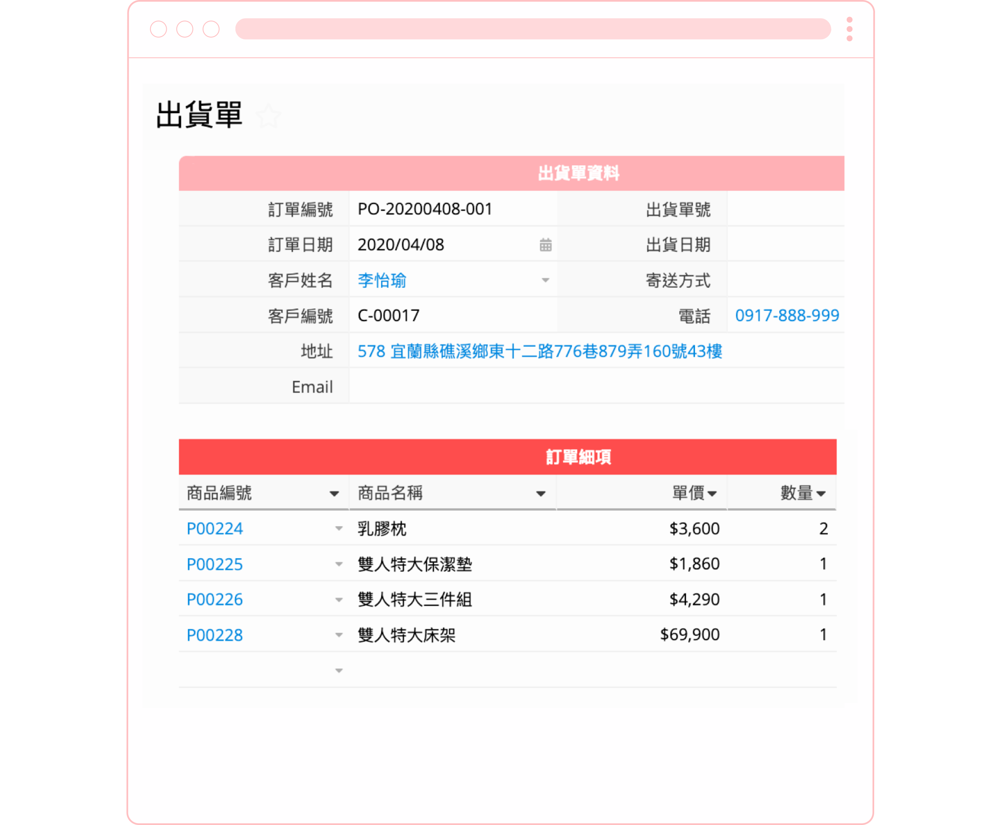 出貨單
出貨單資料
訂單編號 PO-20200408-001 出貨單號
訂單日期 2020/04/08 出貨日期
客戶姓名 李怡瑜 寄送方式
客戶編號 C-00017 電話 0917-888-999
地址 578 宜蘭縣礁溪鄉東十二路776巷879弄160號43樓
Email
訂單細項
商品編號 商品名稱 單價 數量
P00224 乳膠枕 $3,600 2
P00225 雙人特大保潔墊 $1,860 1
P00226 雙人特大三件組 $4,290 1
P00228 雙人特大床架 $69,900 1